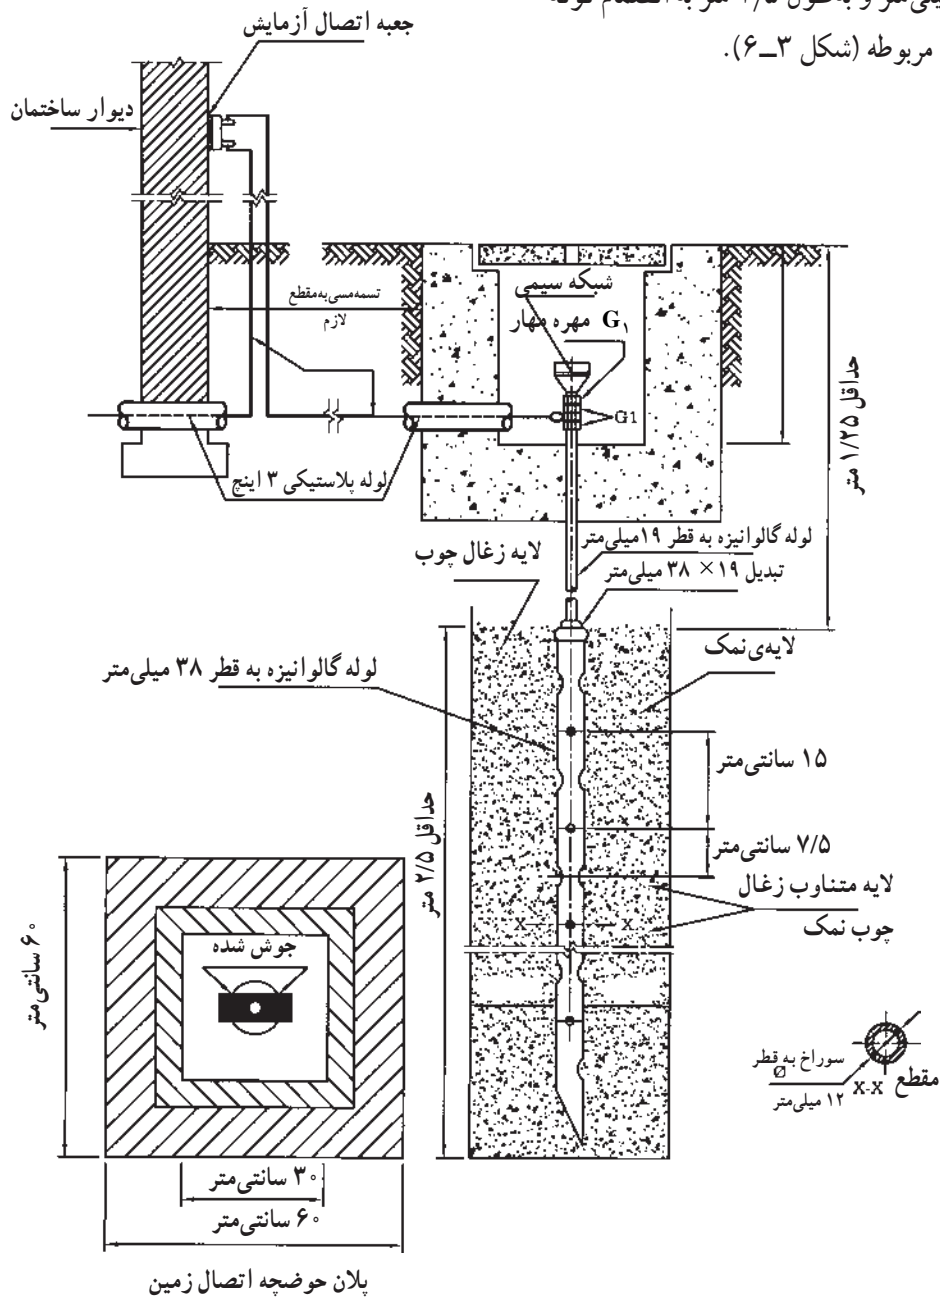 مربوطه (شکل ۳ــ۶).
جعبه اتصال آزمایش
دیوار ساختمان
تسمه‌مسی‌به‌مقطع
لازم
شبکه سیمی
مهره مهار G۱
G1
حداقل ۱/۲۵ متر
لوله پلاستیکی ۳ اینچ
لوله گالوانیزه به قطر ۱۹میلی‌متر
تبدیل ۱۹ × ۳۸ میلی‌متر
لایه زغال چوب
لایه‌ی‌نمک
لوله گالوانیزه به قطر ۳۸ میلی‌متر
۱۵ سانتی‌متر
۷/۵ سانتی‌متر
حداقل ۲/۵ متر
لایه متناوب زغال
چوب نمک
X X
جوش شده
۶۰ سانتی‌متر
۳۰ سانتی‌متر
۶۰ سانتی‌متر
سوراخ به قطر
Ø
۱۲ میلی‌متر
مقطع X-X
پلان حوضچه اتصال زمین